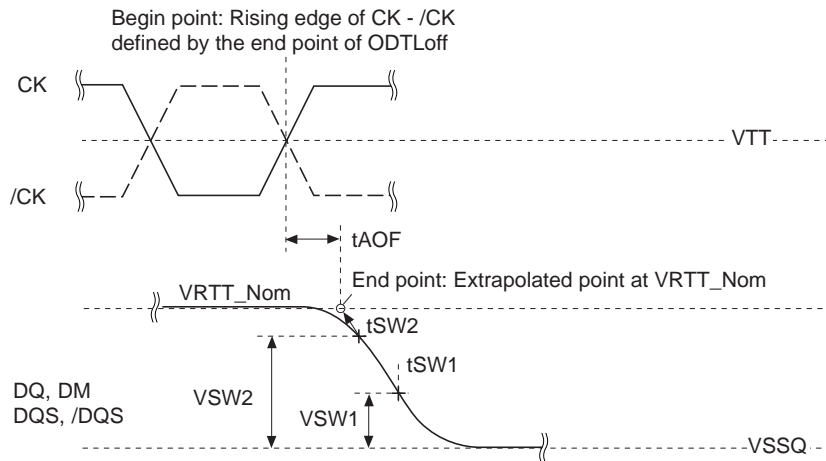 Begin point: Rising edge of CK - /CK
defined by the end point of ODTLoff
CK
VTT
/CK
tAOF
End point: Extrapolated point at VRTT_Nom
VRTT_Nom
tSW2
tSW1
DQ, DM
DQS, /DQS
VSW2
VSW1
VSSQ